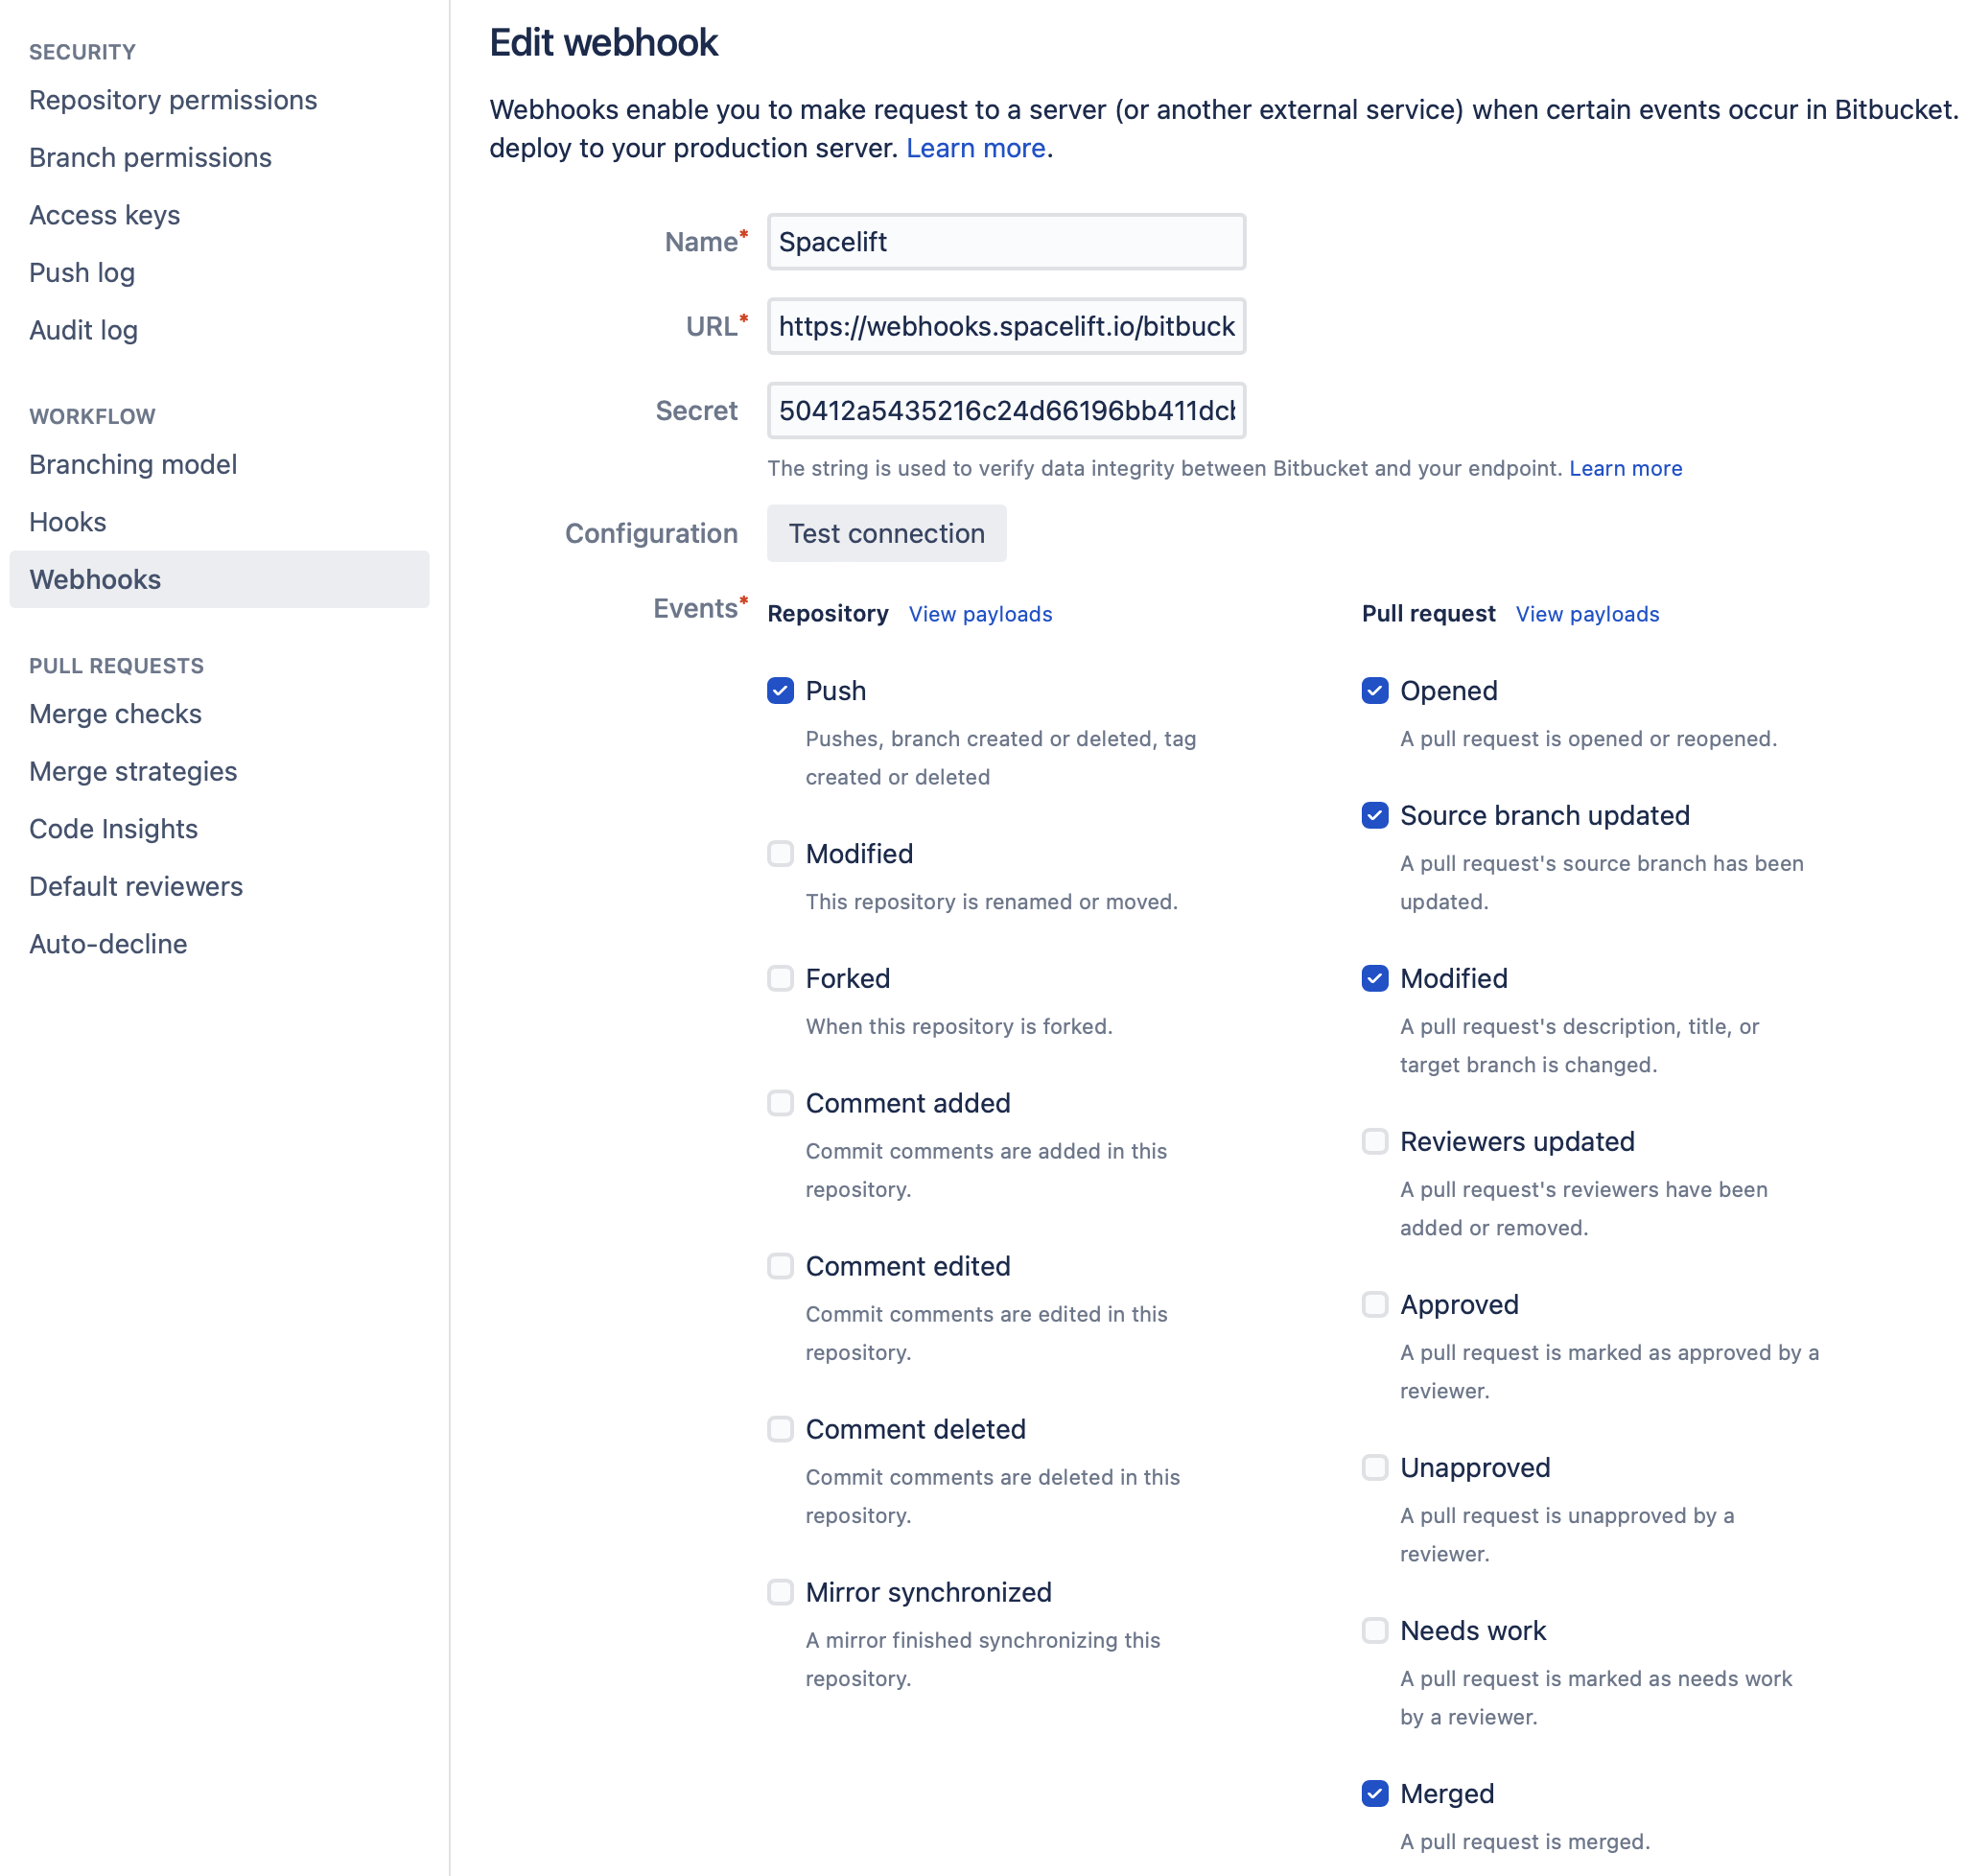 SECURITY
Repository permissions
Branch permissions
Access keys
Push log
Audit log
WORKFLOW
Branching model
Hooks
Webhooks
PULL REQUESTS
Merge checks
Merge strategies
Code Insights
Default reviewers
Auto-decline
Edit webhook
Webhooks enable you to make request to a server (or another external service) when certain events occur in Bitbucket.
deploy to your production server. Learn more.
Name* Spacelift
URL* https://webhooks.spacelift.io/bitbuck
Secret 50412a5435216c24d66196bb411dc
The string is used to verify data integrity between Bitbucket and your endpoint. Learn more
Configuration Test connection
Events* Repository View payloads
Push
Pushes, branch created or deleted, tag
created or deleted
Modified
This repository is renamed or moved.
Forked
When this repository is forked.
Comment added
Commit comments are added in this
repository.
Comment edited
Commit comments are edited in this
repository.
Comment deleted
Commit comments are deleted in this
repository.
Mirror synchronized
A mirror finished synchronizing this
repository.
Pull request View payloads
Opened
A pull request is opened or reopened.
Source branch updated
A pull request's source branch has been
updated.
Modified
A pull request's description, title, or
target branch is changed.
Reviewers updated
A pull request's reviewers have been
added or removed.
Approved
A pull request is marked as approved by a
reviewer.
Unapproved
A pull request is unapproved by a
reviewer.
Needs work
A pull request is marked as needs work
by a reviewer.
Merged
A pull request is merged.